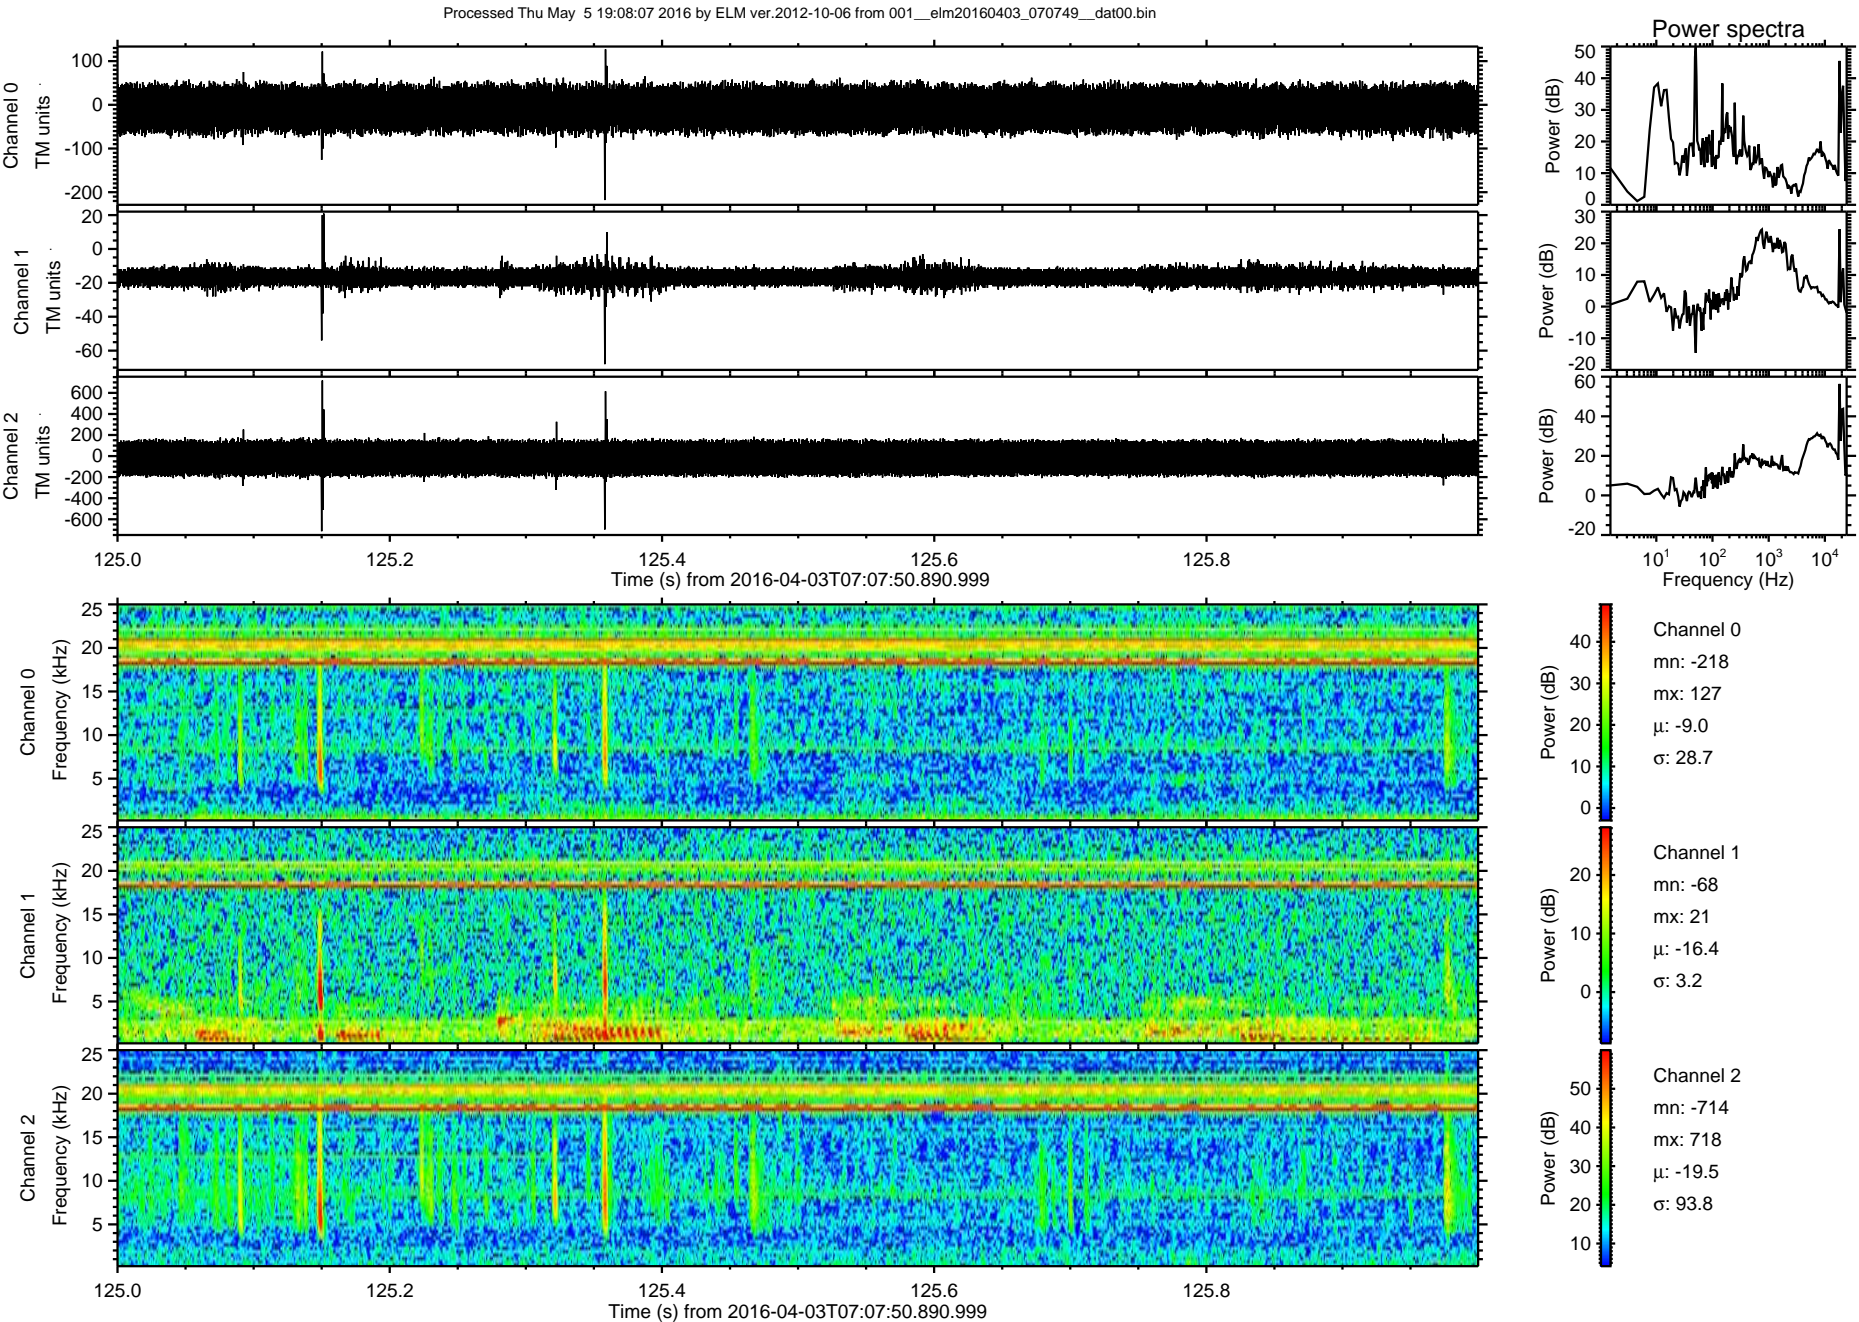 Processed Thu May  5 19:08:07 2016 by ELM ver.2012-10-06 from 001__elm20160403_070749__dat00.bin
Power spectra
Channel 0
TM units
100
0
-100
-200
Power (dB)
50
40
30
20
10
0
Channel 1
TM units
20
0
-20
-40
-60
Power (dB)
30
20
10
0
-10
-20
Channel 2
TM units
600
400
200
0
-200
-400
-600
Power (dB)
60
40
20
0
-20
125.0 125.2 125.4 125.6 125.8
Time (s) from 2016-04-03T07:07:50.890.999
10^1 10^2 10^3 10^4
Frequency (Hz)
Channel 0
Frequency (kHz)
25
20
15
10
5
Power (dB)
40
30
20
10
0
Channel 0
mn: -218
mx: 127
μ: -9.0
σ: 28.7
Channel 1
Frequency (kHz)
25
20
15
10
5
Power (dB)
20
10
0
Channel 1
mn: -68
mx: 21
μ: -16.4
σ: 3.2
Channel 2
Frequency (kHz)
25
20
15
10
5
Power (dB)
50
40
30
20
10
Channel 2
mn: -714
mx: 718
μ: -19.5
σ: 93.8
125.0 125.2 125.4 125.6 125.8
Time (s) from 2016-04-03T07:07:50.890.999